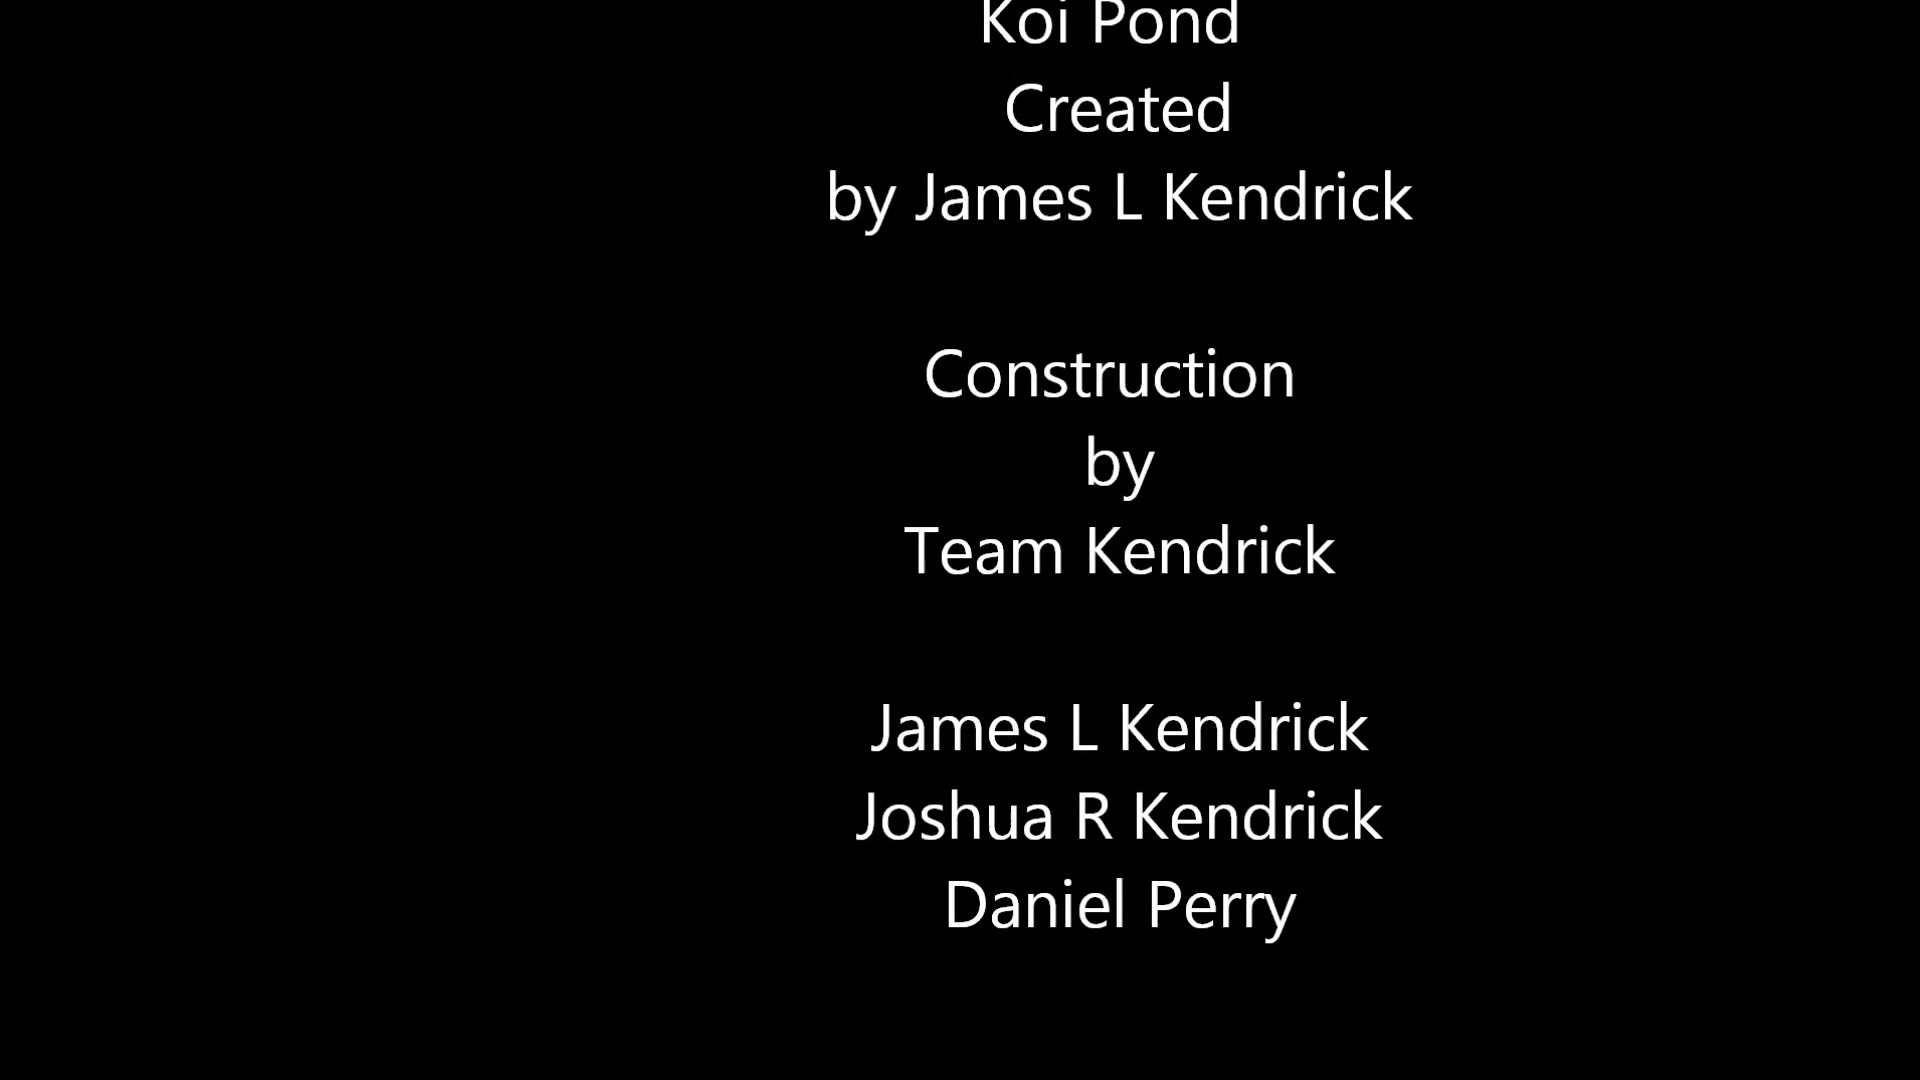 Koi Pond
Created
by James L Kendrick
Construction
by
Team Kendrick
James L Kendrick
Joshua R Kendrick
Daniel Perry